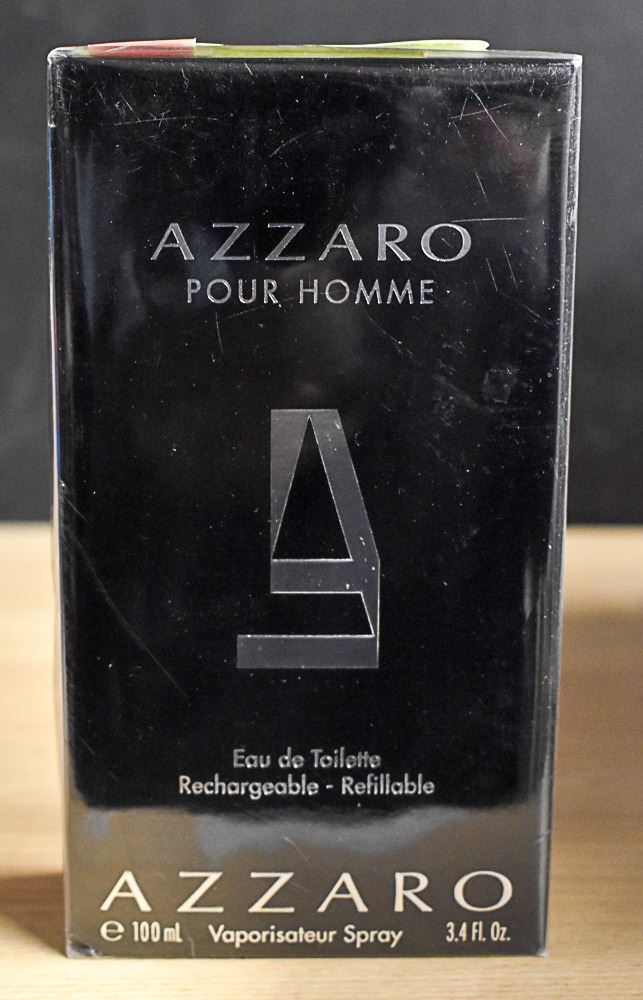 AZZARO
POUR HOMME
Eau de Toilette
Rechargeable - Refillable
AZZARO
℮ 100 mL Vaporisateur Spray 3.4 Fl. Oz.